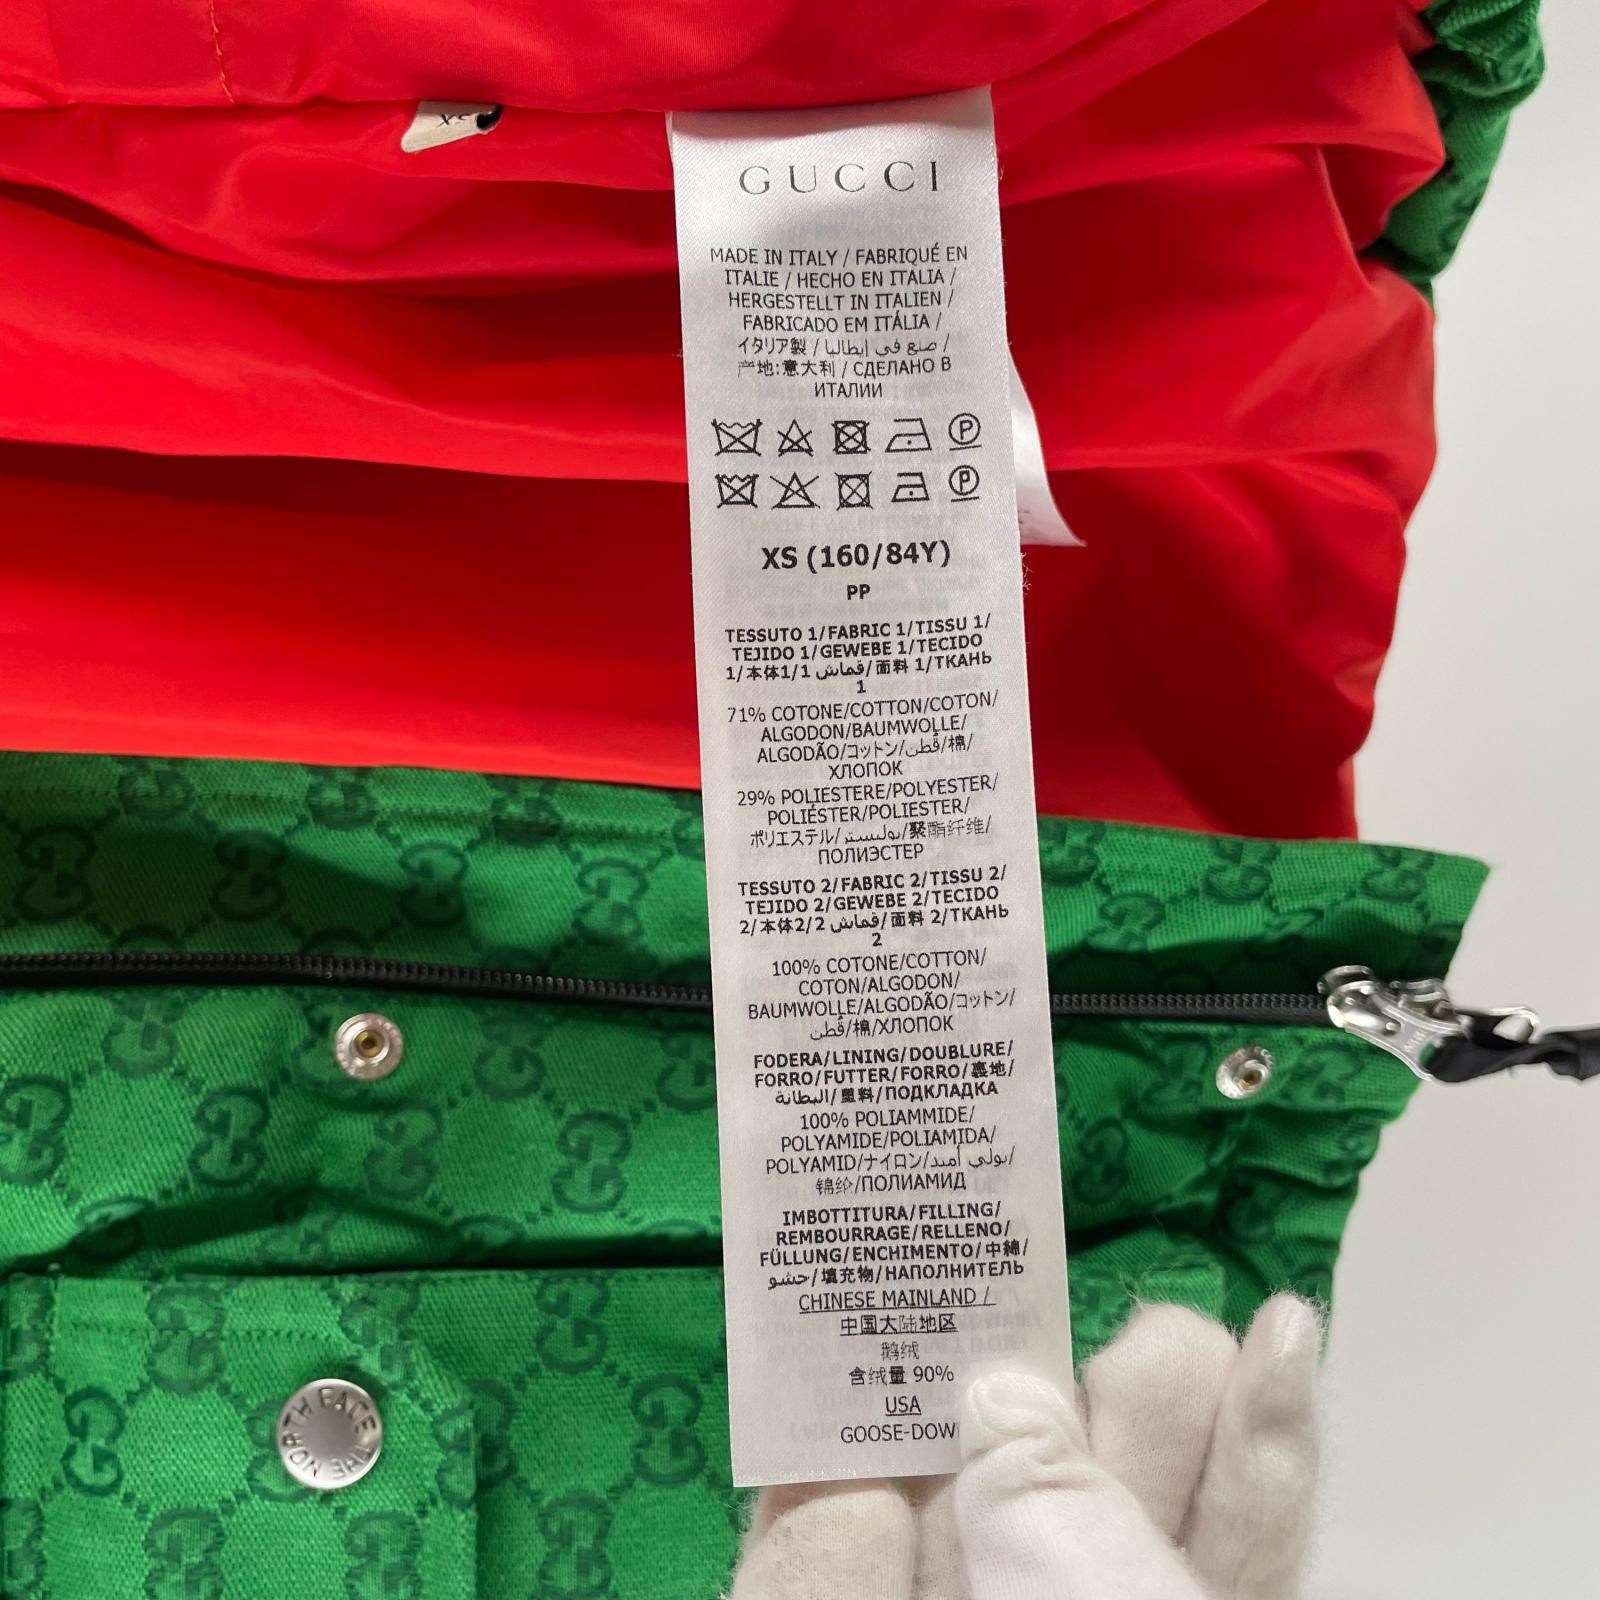 XS
GUCCI
MADE IN ITALY / FABRIQUÉ EN
ITALIE / HECHO EN ITALIA /
HERGESTELLT IN ITALIEN /
FABRICADO EM ITÁLIA /
イタリア製 / صنع في إيطاليا /
产地:意大利 / СДЕЛАНО В
ИТАЛИИ
P
P
XS (160/84Y)
PP
TESSUTO 1/FABRIC 1/TISSU 1/
TEJIDO 1/GEWEBE 1/TECIDO
1/本体1/1 قماش/面料 1/ТКАНЬ
1
71% COTONE/COTTON/COTON/
ALGODON/BAUMWOLLE/
ALGODÃO/コットン/قطن/棉/
ХЛОПОК
29% POLIESTERE/POLYESTER/
POLIÉSTER/POLIESTER/
ポリエステル/بوليستر/聚酯纤维/
ПОЛИЭСТЕР
TESSUTO 2/FABRIC 2/TISSU 2/
TEJIDO 2/GEWEBE 2/TECIDO
2/本体2/2 قماش/面料 2/ТКАНЬ
2
100% COTONE/COTTON/
COTON/ALGODON/
BAUMWOLLE/ALGODÃO/コットン/
قطن/棉/ХЛОПОК
FODERA/LINING/DOUBLURE/
FORRO/FUTTER/FORRO/裏地/
البطانة/里料/ПОДКЛАДКА
100% POLIAMMIDE/
POLYAMIDE/POLIAMIDA/
POLYAMID/ナイロン/بولي أميد/
锦纶/ПОЛИАМИД
IMBOTTITURA/FILLING/
REMBOURRAGE/RELLENO/
FÜLLUNG/ENCHIMENTO/中綿/
حشو/填充物/НАПОЛНИТЕЛЬ
CHINESE MAINLAND /
中国大陆地区
鹅绒
含绒量 90%
USA
GOOSE-DOW
THE NORTH FACE